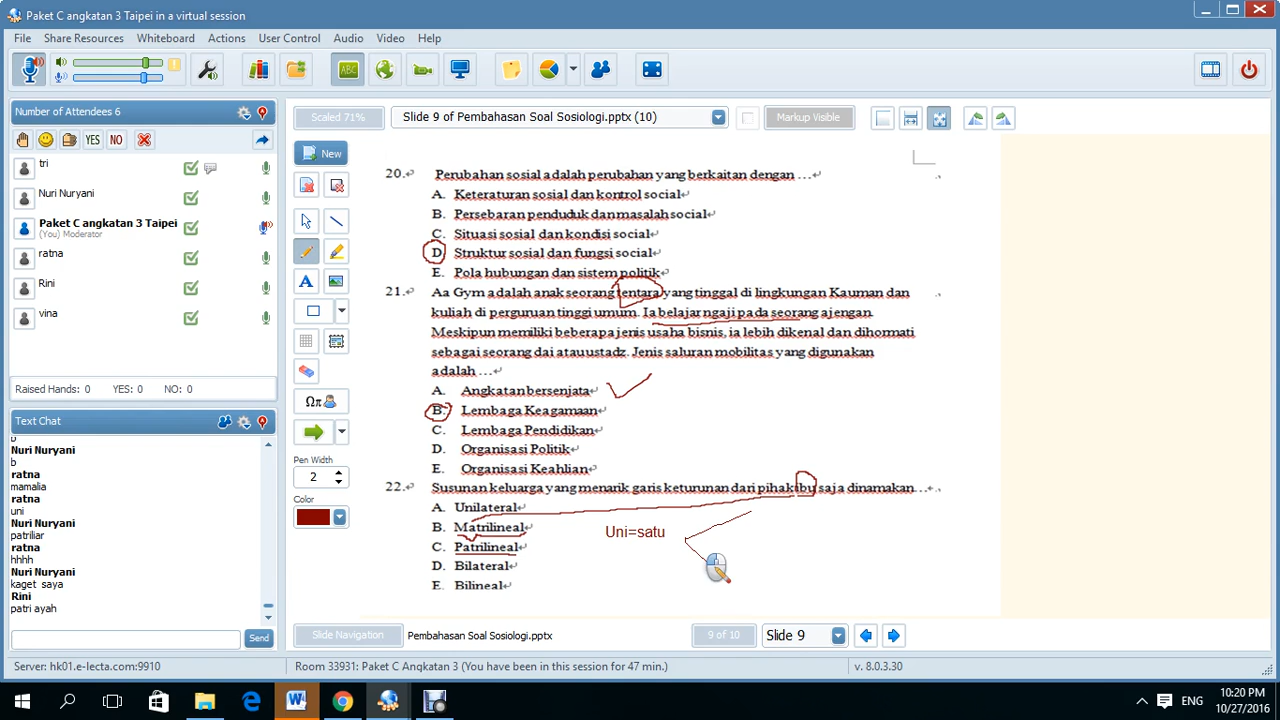 Paket C angkatan 3 Taipei in a virtual session
File Share Resources Whiteboard Actions User Control Audio Video Help
Number of Attendees 6
YES NO
tri
Nuri Nuryani
Paket C angkatan 3 Taipei
(You) Moderator
ratna
Rini
vina
Raised Hands: 0 YES: 0 NO: 0
Text Chat
b
Nuri Nuryani
b
ratna
mamalia
ratna
uni
Nuri Nuryani
patriliar
ratna
hhhh
Nuri Nuryani
kaget saya
Rini
patri ayah
Send
Scaled 71%
Slide 9 of Pembahasan Soal Sosiologi.pptx (10)
Markup Visible
New
ABC
A
Ωπ
Pen Width
2
Color
20. Perubahan sosial adalah perubahan yang berkaitan dengan ...
A. Keteraturan sosial dan kontrol social
B. Persebaran penduduk dan masalah social
C. Situasi sosial dan kondisi social
D. Struktur sosial dan fungsi social
E. Pola hubungan dan sistem politik
21. Aa Gym adalah anak seorang tentara yang tinggal di lingkungan Kauman dan
kuliah di perguruan tinggi umum. Ia belajar ngaji pada seorang ajengan
Meskipun memiliki beberapa jenis usaha bisnis, ia lebih dikenal dan dihormati
sebagai seorang dai atau ustadz. Jenis saluran mobilitas yang digunakan
adalah ...
A. Angkatan bersenjata
B. Lembaga Keagamaan
C. Lembaga Pendidikan
D. Organisasi Politik
E. Organisasi Keahlian
22. Susunan keluarga yang menarik garis keturunan dari pihak ibu saja dinamakan...
A. Unilateral
B. Matrilineal
C. Patrilineal
D. Bilateral
E. Bilineal
Uni=satu
Slide Navigation
Pembahasan Soal Sosiologi.pptx
9 of 10
Slide 9
Server: hk01.e-lecta.com:9910
Room 33931: Paket C Angkatan 3 (You have been in this session for 47 min.)
v. 8.0.3.30
ENG
10:20 PM
10/27/2016